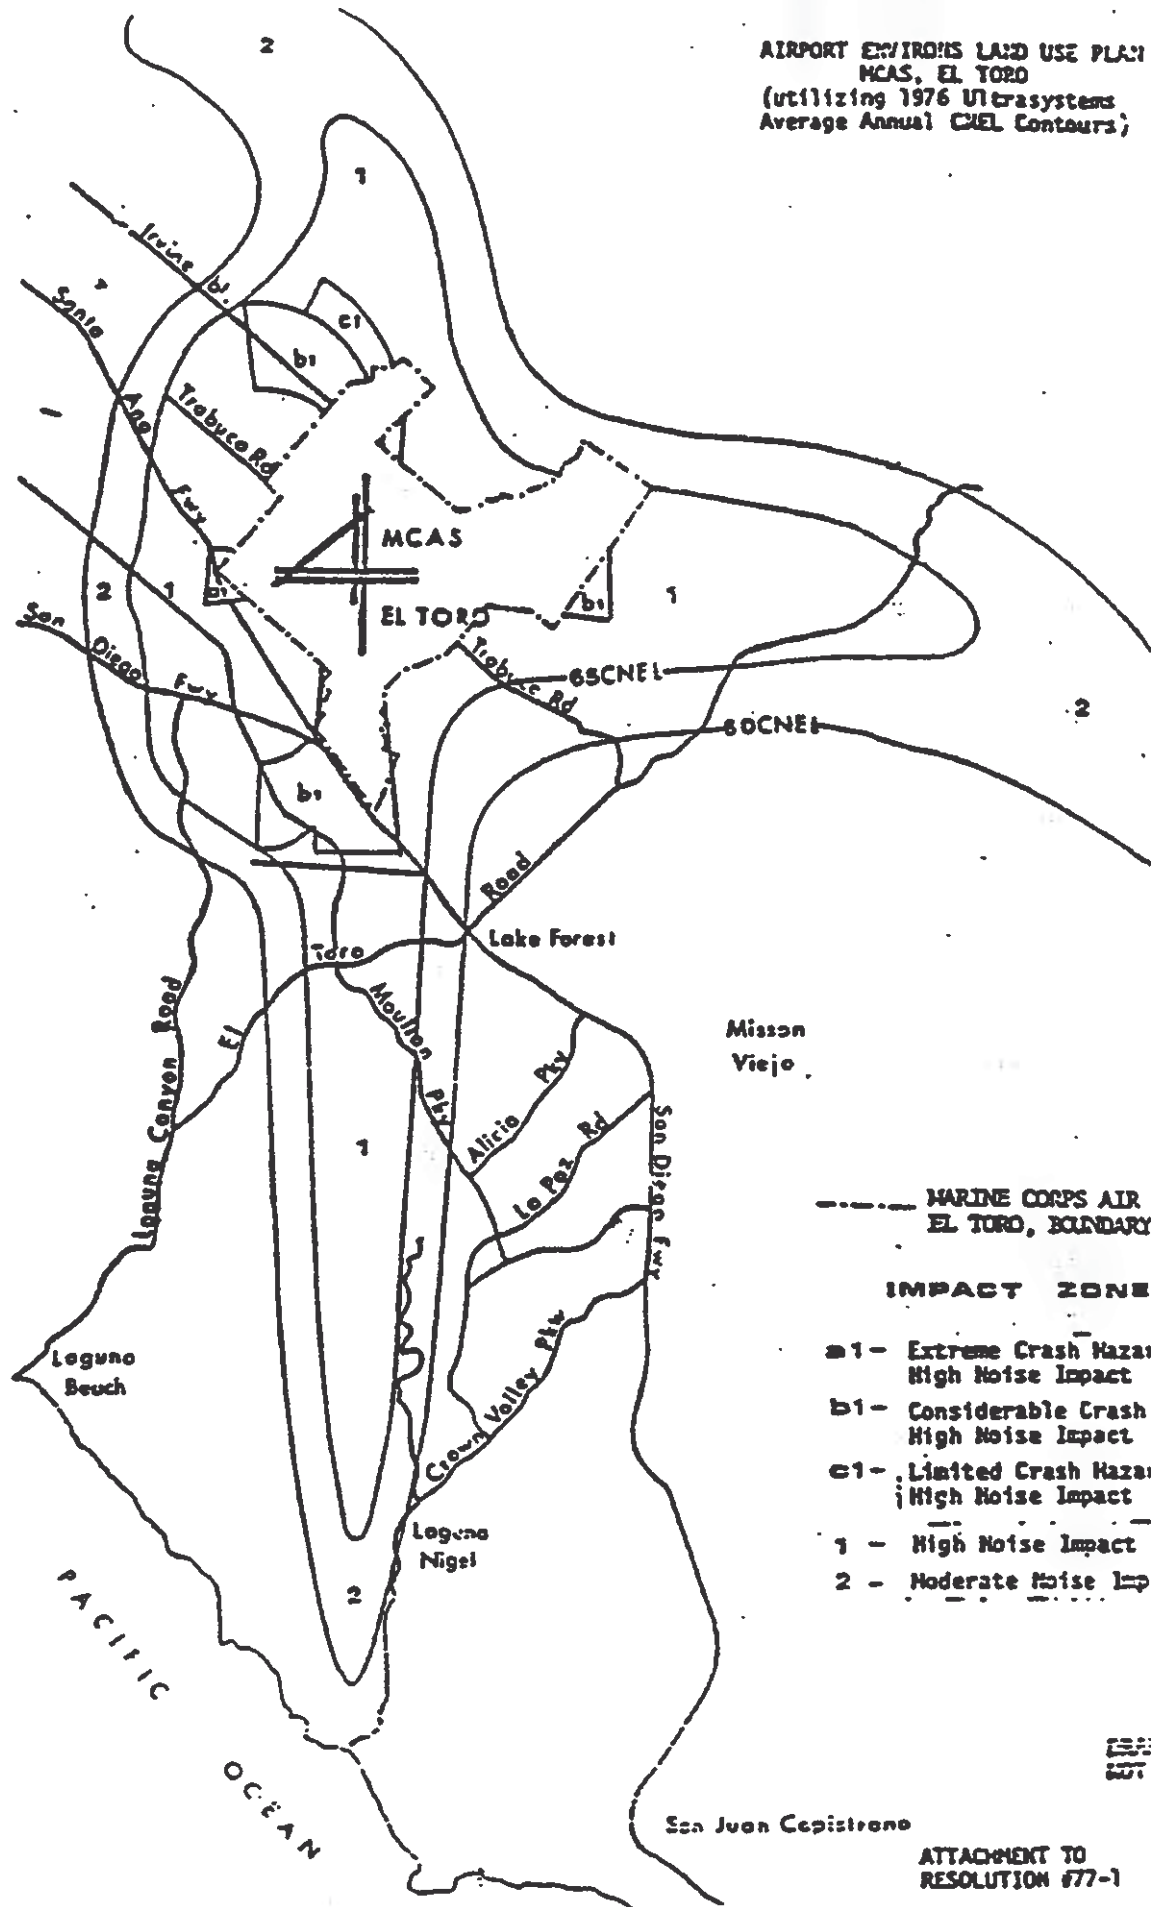 AIRPORT ENVIRONS LAND USE PLAN
MCAS, EL TORO
(utilizing 1976 Ultrasystems
Average Annual CNEL Contours)
2
1
Irvine bl.
Santa
Ana
Fwy
c1
b1
Trabuco Rd
MCAS
EL TORO
2
1
a1
b1
1
San
Diego
Fwy
Trabuco Rd
65CNEL
60CNEL
2
b1
Road
Lake Forest
Toro
El
Moulton
Pky
Laguna Canyon Road
Misson
Viejo
Alicia
Pky
La Paz
Rd
San Diego Fwy
1
MARINE CORPS AIR
EL TORO, BOUNDARY
IMPACT ZONE
a1 - Extreme Crash Hazar
High Noise Impact
b1 - Considerable Crash
High Noise Impact
c1 - Limited Crash Hazar
High Noise Impact
1 - High Noise Impact
2 - Moderate Noise Imp
Laguna
Beach
Crown Valley Pkw
Laguna
Nigel
2
PACIFIC
OCEAN
San Juan Capistrano
ATTACHMENT TO
RESOLUTION #77-1